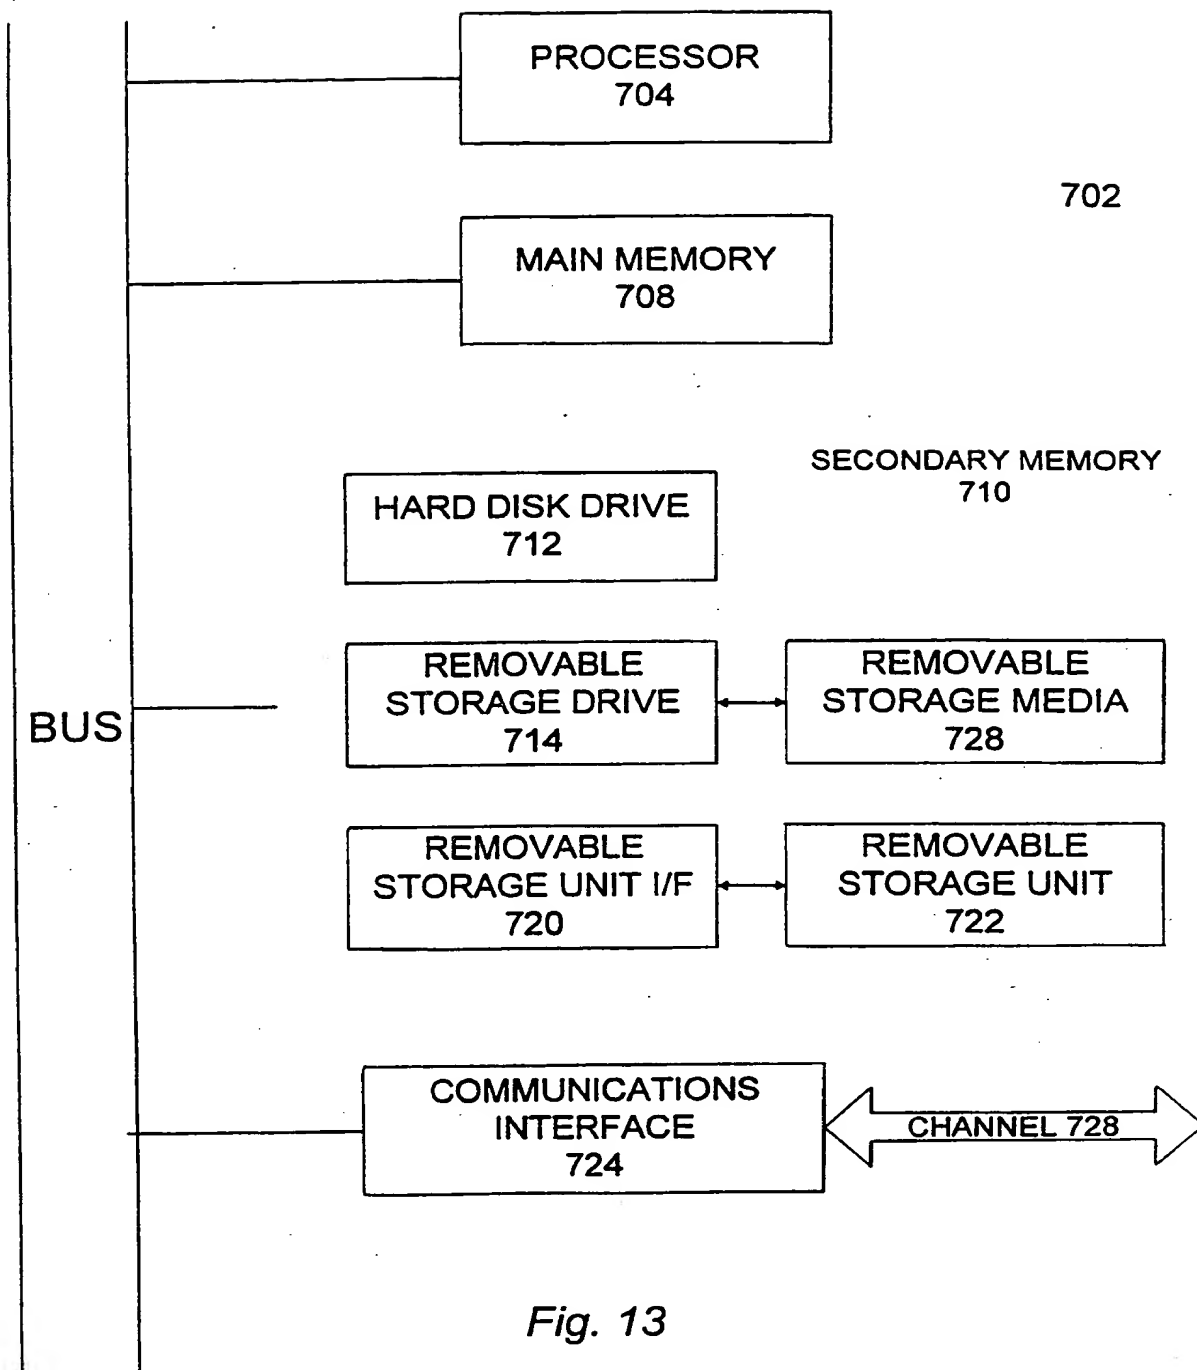 PROCESSOR
704
702
MAIN MEMORY
708
SECONDARY MEMORY
710
HARD DISK DRIVE
712
BUS
REMOVABLE
STORAGE DRIVE
714
REMOVABLE
STORAGE MEDIA
728
REMOVABLE
STORAGE UNIT I/F
720
REMOVABLE
STORAGE UNIT
722
COMMUNICATIONS
INTERFACE
724
CHANNEL 728
Fig. 13